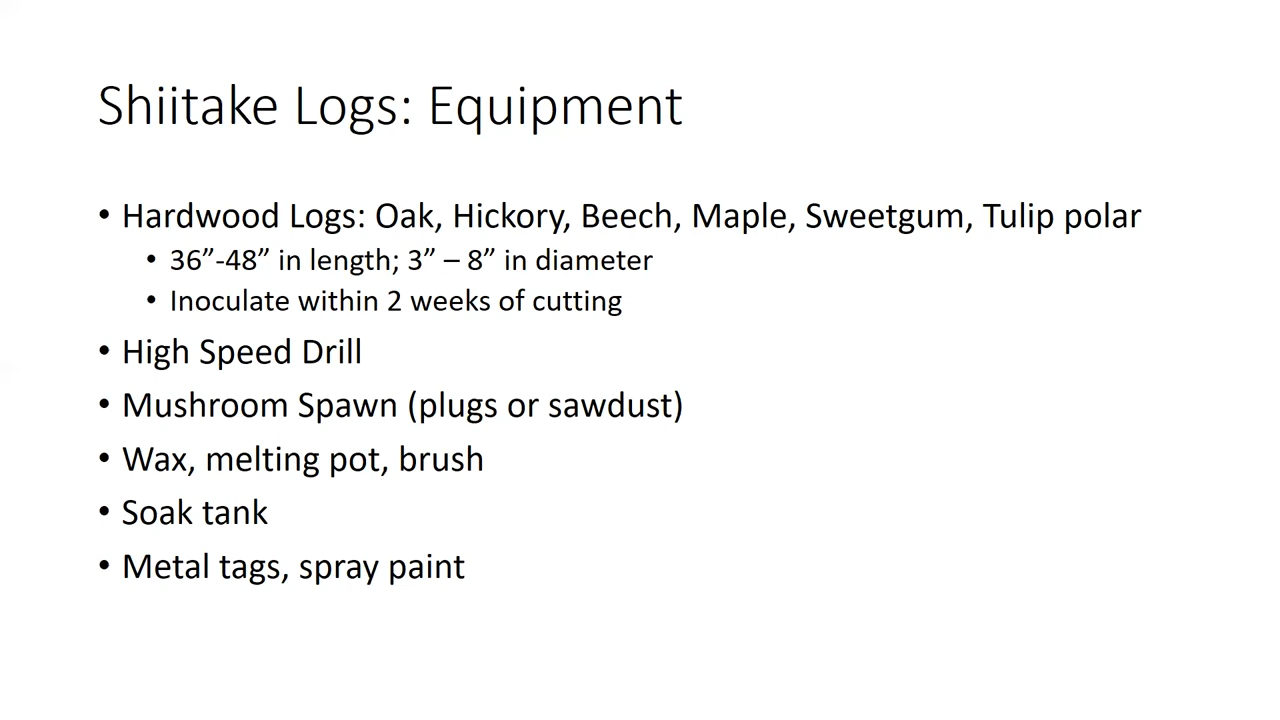 Shiitake Logs: Equipment
• Hardwood Logs: Oak, Hickory, Beech, Maple, Sweetgum, Tulip polar
• 36”-48” in length; 3” – 8” in diameter
• Inoculate within 2 weeks of cutting
• High Speed Drill
• Mushroom Spawn (plugs or sawdust)
• Wax, melting pot, brush
• Soak tank
• Metal tags, spray paint